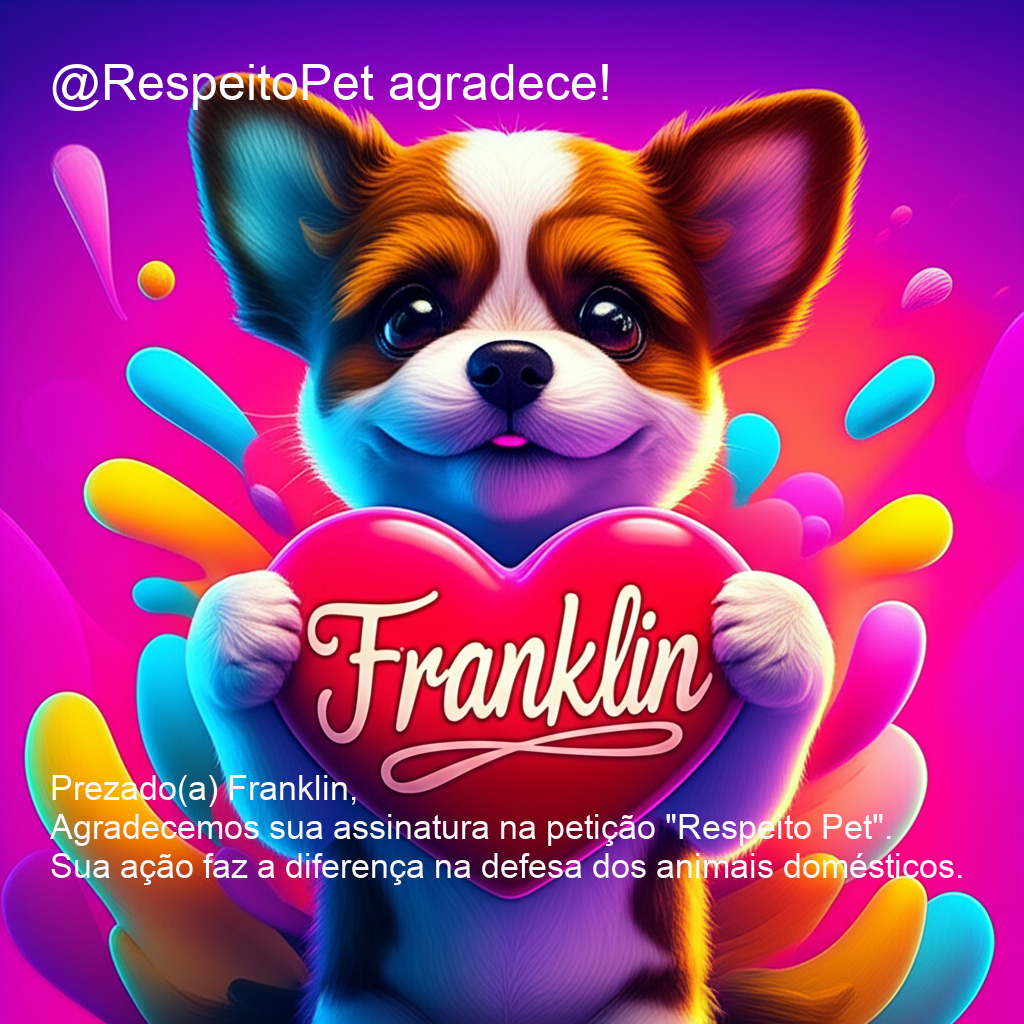 @RespeitoPet agradece!
Franklin
Prezado(a) Franklin,
Agradecemos sua assinatura na petição "Respeito Pet".
Sua ação faz a diferença na defesa dos animais domésticos.